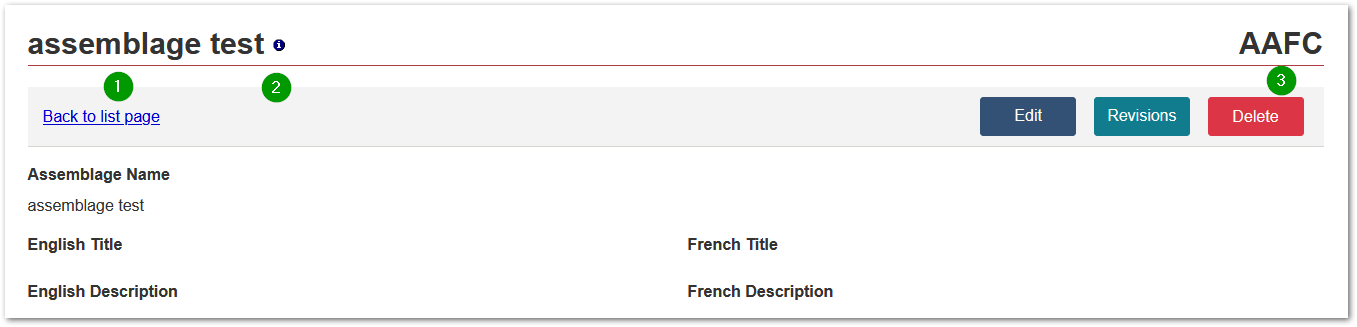 assemblage test AAFC
1 2 3
Back to list page Edit Revisions Delete
Assemblage Name
assemblage test
English Title French Title
English Description French Description